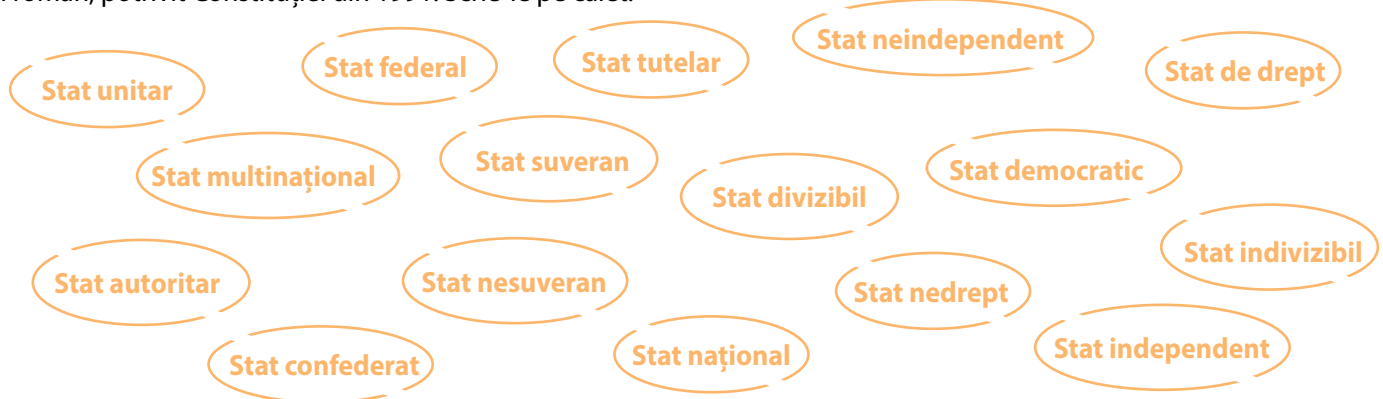 Stat neindependent
Stat federal
Stat tutelar
Stat de drept
Stat unitar
Stat suveran
Stat democratic
Stat multinațional
Stat divizibil
Stat indivizibil
Stat autoritar
Stat nesuveran
Stat nedrept
Stat independent
Stat național
Stat confederat